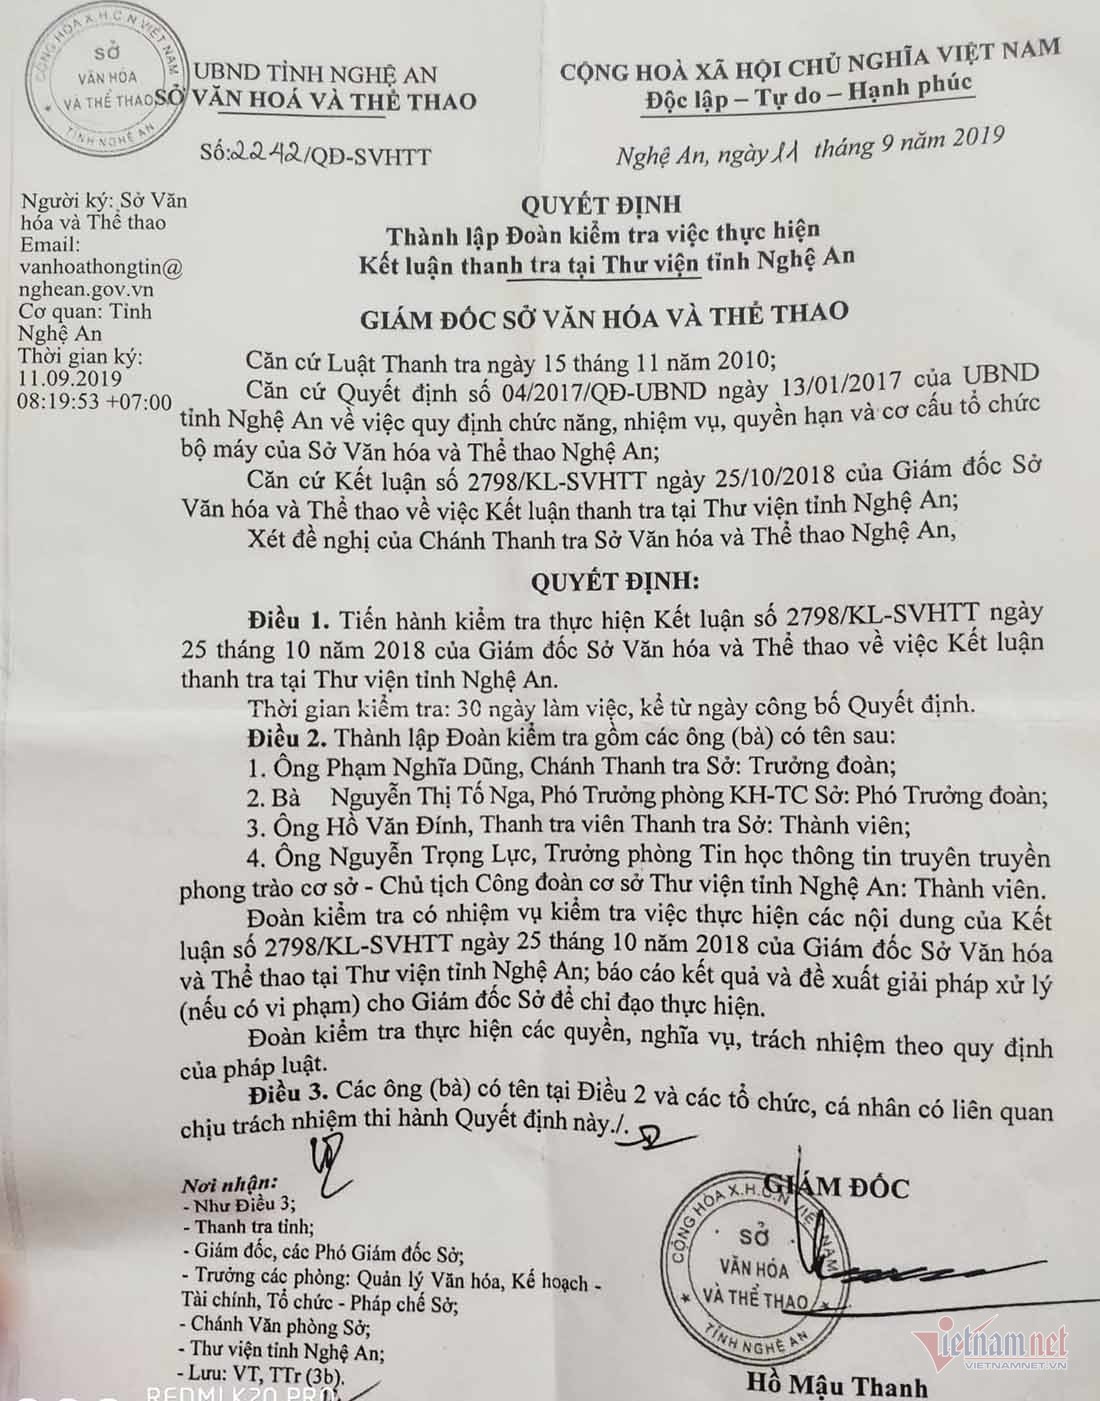 CỘNG HÒA X.H.C.N VIỆT NAM
SỞ
VĂN HÓA
VÀ THỂ THAO
TỈNH NGHỆ AN
UBND TỈNH NGHỆ AN
SỞ VĂN HOÁ VÀ THỂ THAO
Số:2242/QĐ-SVHTT
CỘNG HOÀ XÃ HỘI CHỦ NGHĨA VIỆT NAM
Độc lập – Tự do – Hạnh phúc
Nghệ An, ngày 11 tháng 9 năm 2019
Người ký: Sở Văn
hóa và Thể thao
Email:
vanhoathongtin@
nghean.gov.vn
Cơ quan: Tỉnh
Nghệ An
Thời gian ký:
11.09.2019
08:19:53 +07:00
QUYẾT ĐỊNH
Thành lập Đoàn kiểm tra việc thực hiện
Kết luận thanh tra tại Thư viện tỉnh Nghệ An
GIÁM ĐỐC SỞ VĂN HÓA VÀ THỂ THAO
Căn cứ Luật Thanh tra ngày 15 tháng 11 năm 2010;
Căn cứ Quyết định số 04/2017/QĐ-UBND ngày 13/01/2017 của UBND
tỉnh Nghệ An về việc quy định chức năng, nhiệm vụ, quyền hạn và cơ cấu tổ chức
bộ máy của Sở Văn hóa và Thể thao Nghệ An;
Căn cứ Kết luận số 2798/KL-SVHTT ngày 25/10/2018 của Giám đốc Sở
Văn hóa và Thể thao về việc Kết luận thanh tra tại Thư viện tỉnh Nghệ An;
Xét đề nghị của Chánh Thanh tra Sở Văn hóa và Thể thao Nghệ An,
QUYẾT ĐỊNH:
Điều 1. Tiến hành kiểm tra thực hiện Kết luận số 2798/KL-SVHTT ngày
25 tháng 10 năm 2018 của Giám đốc Sở Văn hóa và Thể thao về việc Kết luận
thanh tra tại Thư viện tỉnh Nghệ An.
Thời gian kiểm tra: 30 ngày làm việc, kể từ ngày công bố Quyết định.
Điều 2. Thành lập Đoàn kiểm tra gồm các ông (bà) có tên sau:
1. Ông Phạm Nghĩa Dũng, Chánh Thanh tra Sở: Trưởng đoàn;
2. Bà Nguyễn Thị Tố Nga, Phó Trưởng phòng KH-TC Sở: Phó Trưởng đoàn;
3. Ông Hồ Văn Đính, Thanh tra viên Thanh tra Sở: Thành viên;
4. Ông Nguyễn Trọng Lực, Trưởng phòng Tin học thông tin truyên truyền
phong trào cơ sở - Chủ tịch Công đoàn cơ sở Thư viện tỉnh Nghệ An: Thành viên.
Đoàn kiểm tra có nhiệm vụ kiểm tra việc thực hiện các nội dung của Kết
luận số 2798/KL-SVHTT ngày 25 tháng 10 năm 2018 của Giám đốc Sở Văn hóa
và Thể thao tại Thư viện tỉnh Nghệ An; báo cáo kết quả và đề xuất giải pháp xử lý
(nếu có vi phạm) cho Giám đốc Sở để chỉ đạo thực hiện.
Đoàn kiểm tra thực hiện các quyền, nghĩa vụ, trách nhiệm theo quy định
của pháp luật.
Điều 3. Các ông (bà) có tên tại Điều 2 và các tổ chức, cá nhân có liên quan
chịu trách nhiệm thi hành Quyết định này./.
Nơi nhận:
- Như Điều 3;
- Thanh tra tỉnh;
- Giám đốc, các Phó Giám đốc Sở;
- Trưởng các phòng: Quản lý Văn hóa, Kế hoạch -
Tài chính, Tổ chức - Pháp chế Sở;
- Chánh Văn phòng Sở;
- Thư viện tỉnh Nghệ An;
- Lưu: VT, TTr (3b).
GIÁM ĐỐC
CỘNG HÒA X.H.C.N VIỆT NAM
SỞ
VĂN HÓA
VÀ THỂ THAO
TỈNH NGHỆ AN
Hồ Mậu Thanh
Vietnam.net
VIETNAMNET.VN
REDMI K20 PRO